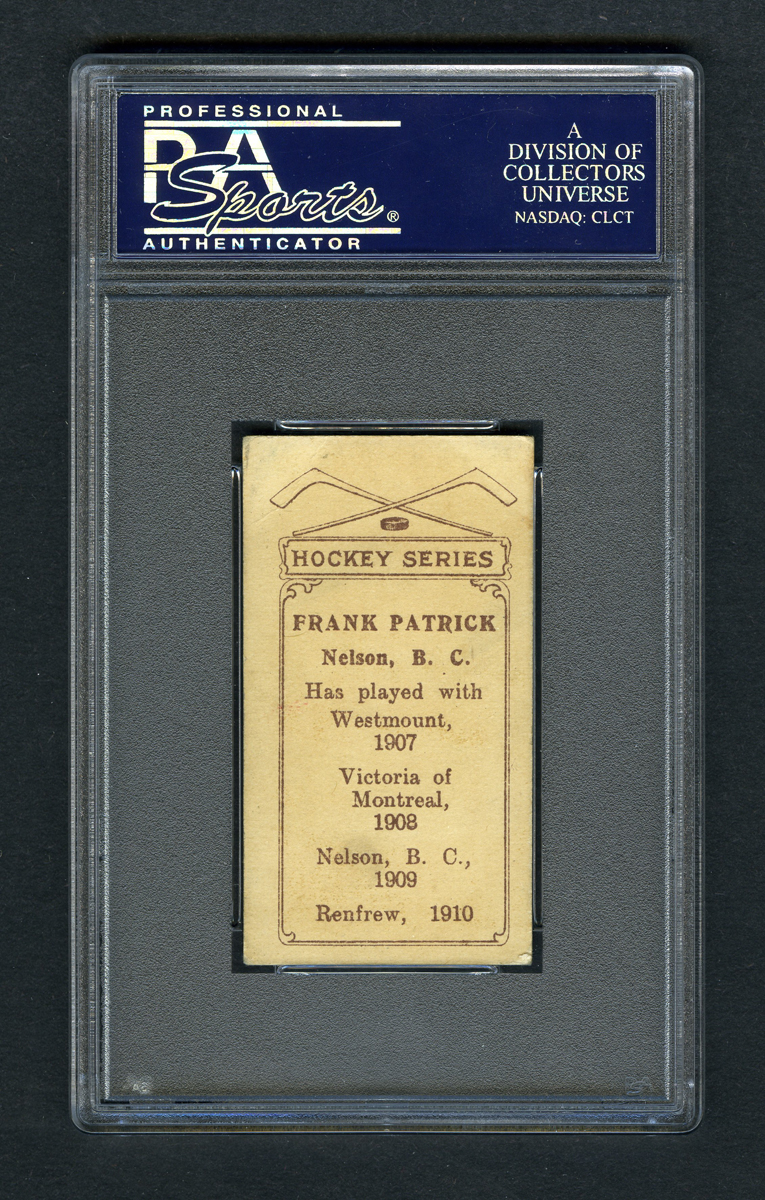 PROFESSIONAL
PSA
Sports®
AUTHENTICATOR
A
DIVISION OF
COLLECTORS
UNIVERSE
NASDAQ: CLCT
HOCKEY SERIES
FRANK PATRICK
Nelson, B. C.
Has played with
Westmount,
1907
Victoria of
Montreal,
1908
Nelson, B. C.,
1909
Renfrew, 1910